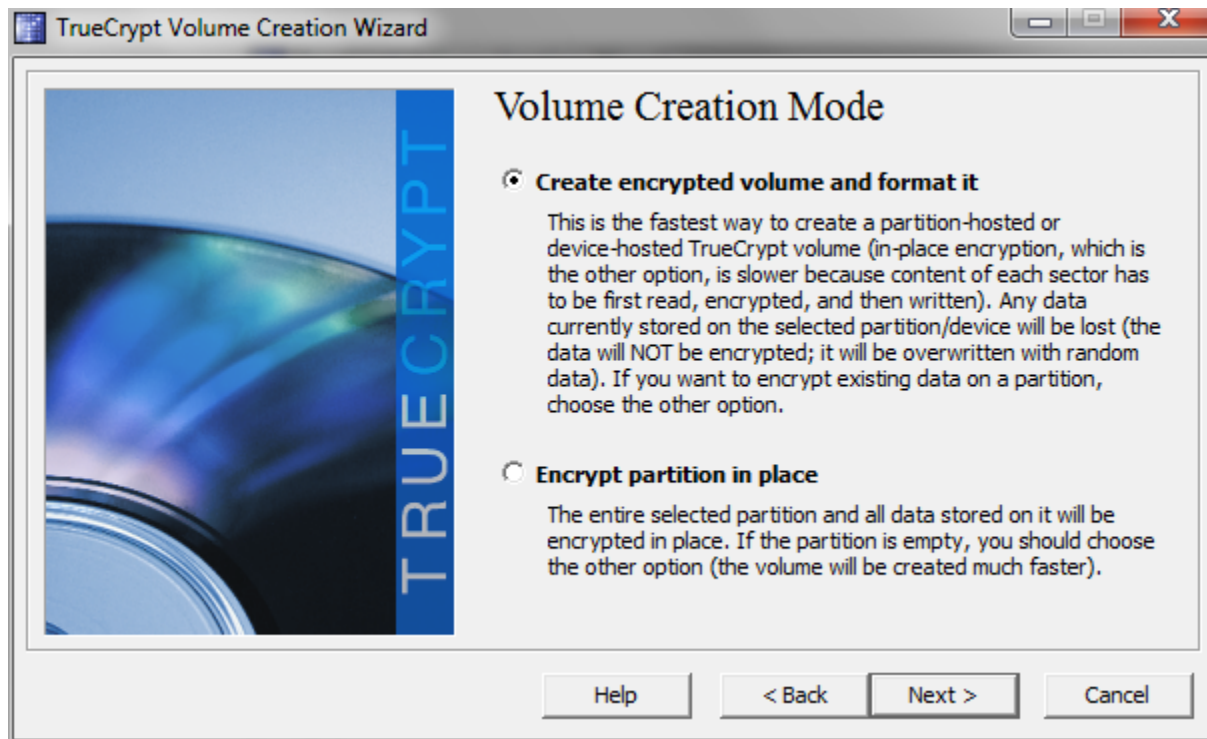 TrueCrypt Volume Creation Wizard
TRUECRYPT
Volume Creation Mode
Create encrypted volume and format it
This is the fastest way to create a partition-hosted or
device-hosted TrueCrypt volume (in-place encryption, which is
the other option, is slower because content of each sector has
to be first read, encrypted, and then written). Any data
currently stored on the selected partition/device will be lost (the
data will NOT be encrypted; it will be overwritten with random
data). If you want to encrypt existing data on a partition,
choose the other option.
Encrypt partition in place
The entire selected partition and all data stored on it will be
encrypted in place. If the partition is empty, you should choose
the other option (the volume will be created much faster).
Help
< Back
Next >
Cancel